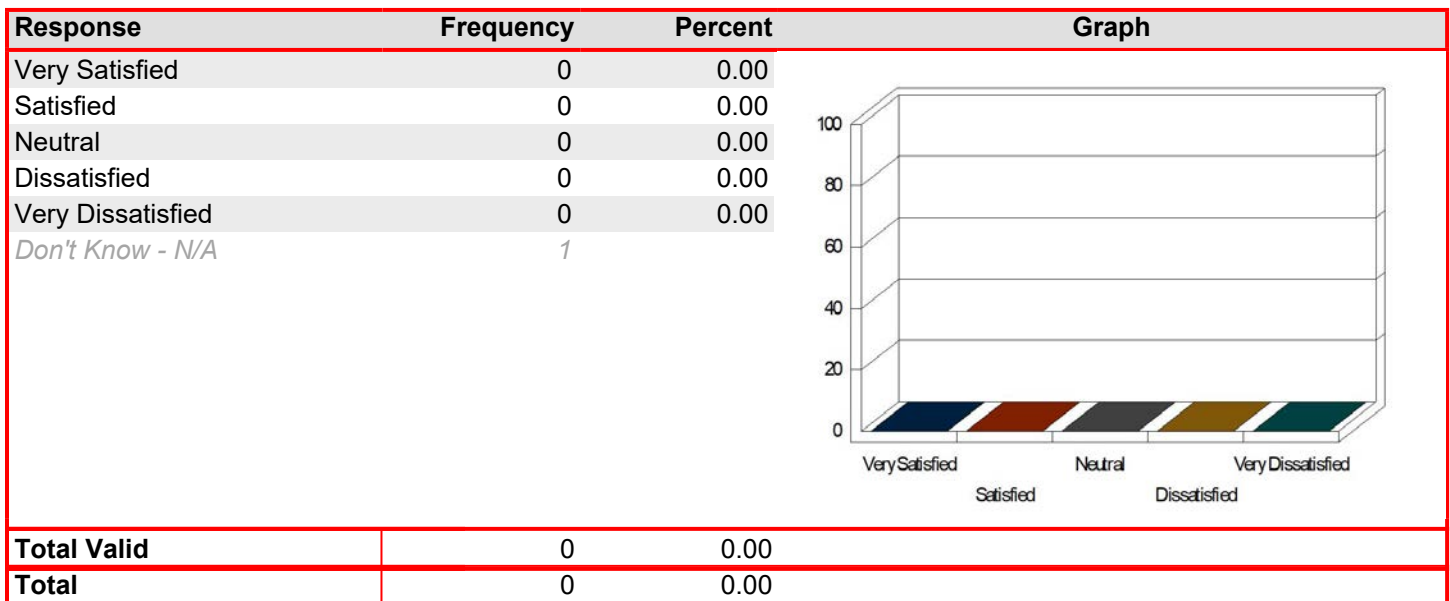 Response Frequency Percent Graph
Very Satisfied 0 0.00
Satisfied 0 0.00
Neutral 0 0.00
Dissatisfied 0 0.00
Very Dissatisfied 0 0.00
Don't Know - N/A 1
100
80
60
40
20
0
Very Satisfied Neutral Very Dissatisfied
Satisfied Dissatisfied
Total Valid 0 0.00
Total 0 0.00